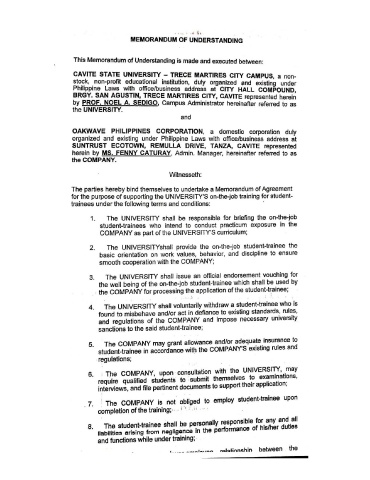 MEMORANDUM OF UNDERSTANDING
This Memorandum of Understanding is made and executed between:
CAVITE STATE UNIVERSITY – TRECE MARTIRES CITY CAMPUS, a non-
stock, non-profit educational institution, duly organized and existing under
Philippine Laws with office/business address at CITY HALL COMPOUND,
BRGY. SAN AGUSTIN, TRECE MARTIRES CITY, CAVITE represented herein
by PROF. NOEL A. SEDIGO, Campus Administrator hereinafter referred to as
the UNIVERSITY.
and
OAKWAVE PHILIPPINES CORPORATION, a domestic corporation duly
organized and existing under Philippine Laws with office/business address at
SUNTRUST ECOTOWN, REMULLA DRIVE, TANZA, CAVITE represented
herein by MS. FENNY CATURAY, Admin. Manager, hereinafter referred to as
the COMPANY.
Witnesseth:
The parties hereby bind themselves to undertake a Memorandum of Agreement
for the purpose of supporting the UNIVERSITY'S on-the-job training for student-
trainees under the following terms and conditions:
1. The UNIVERSITY shall be responsible for briefing the on-the-job
student-trainees who intend to conduct practicum exposure in the
COMPANY as part of the UNIVERSITY'S curriculum;
2. The UNIVERSITYshall provide the on-the-job student-trainee the
basic orientation on work values, behavior, and discipline to ensure
smooth cooperation with the COMPANY;
3. The UNIVERSITY shall issue an official endorsement vouching for
the well being of the on-the-job student-trainee which shall be used by
the COMPANY for processing the application of the student-trainee;
4. The UNIVERSITY shall voluntarily withdraw a student-trainee who is
found to misbehave and/or act in defiance to existing standards, rules,
and regulations of the COMPANY and impose necessary university
sanctions to the said student-trainee;
5. The COMPANY may grant allowance and/or adequate insurance to
student-trainee in accordance with the COMPANY'S existing rules and
regulations;
6. The COMPANY, upon consultation with the UNIVERSITY, may
require qualified students to submit themselves to examinations,
interviews, and file pertinent documents to support their application;
7. The COMPANY is not obliged to employ student-trainee upon
completion of the training;
8. The student-trainee shall be personally responsible for any and all
liabilities arising from negligence in the performance of his/her duties
and functions while under training;
relationship between the